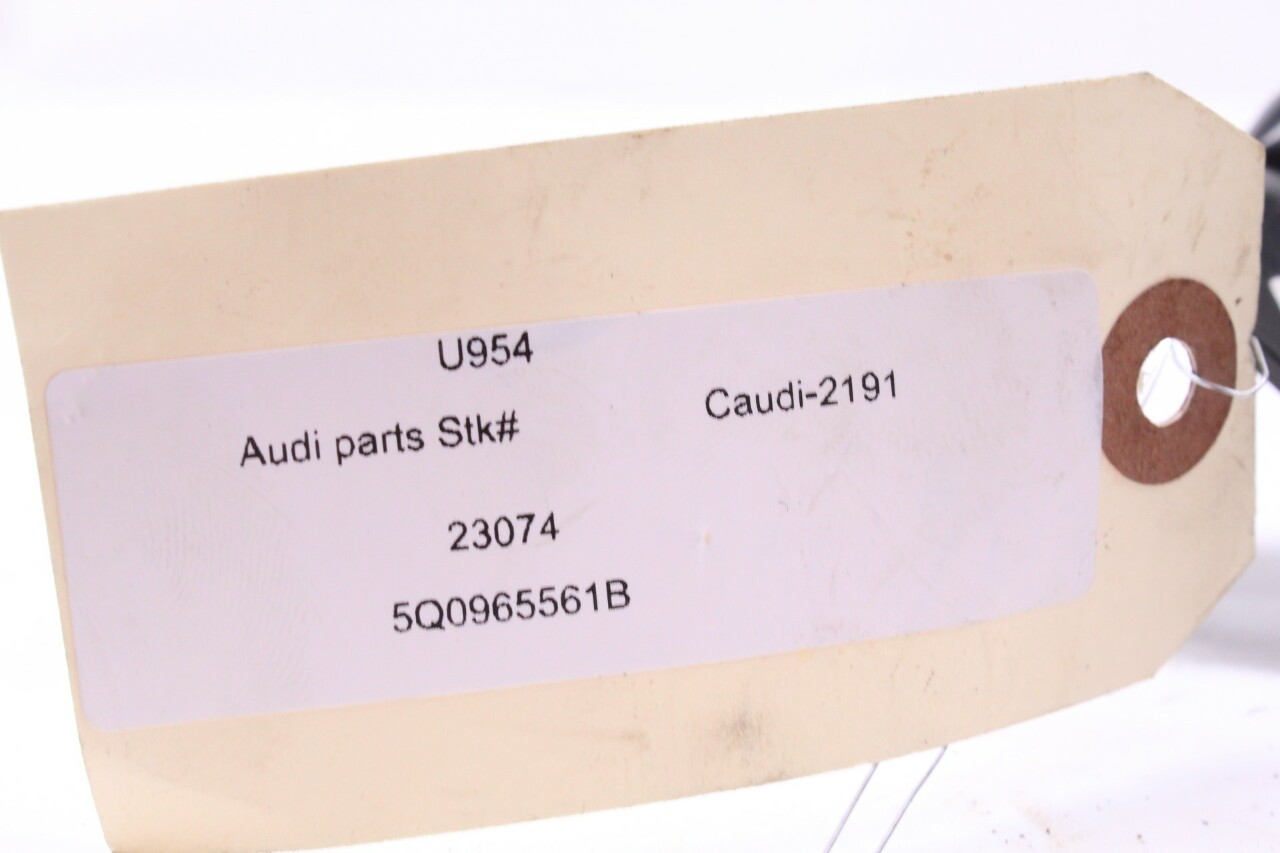 U954
Audi parts Stk# Caudi-2191
23074
5Q0965561B